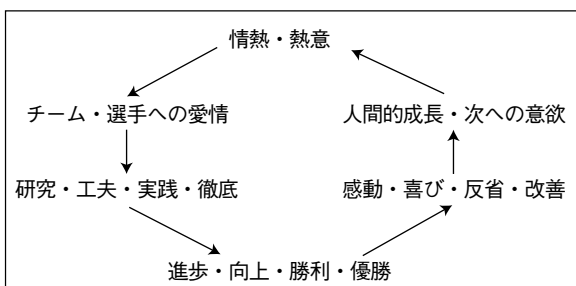 情熱・熱意
チーム・選手への愛情
人間的成長・次への意欲
研究・工夫・実践・徹底
感動・喜び・反省・改善
進歩・向上・勝利・優勝